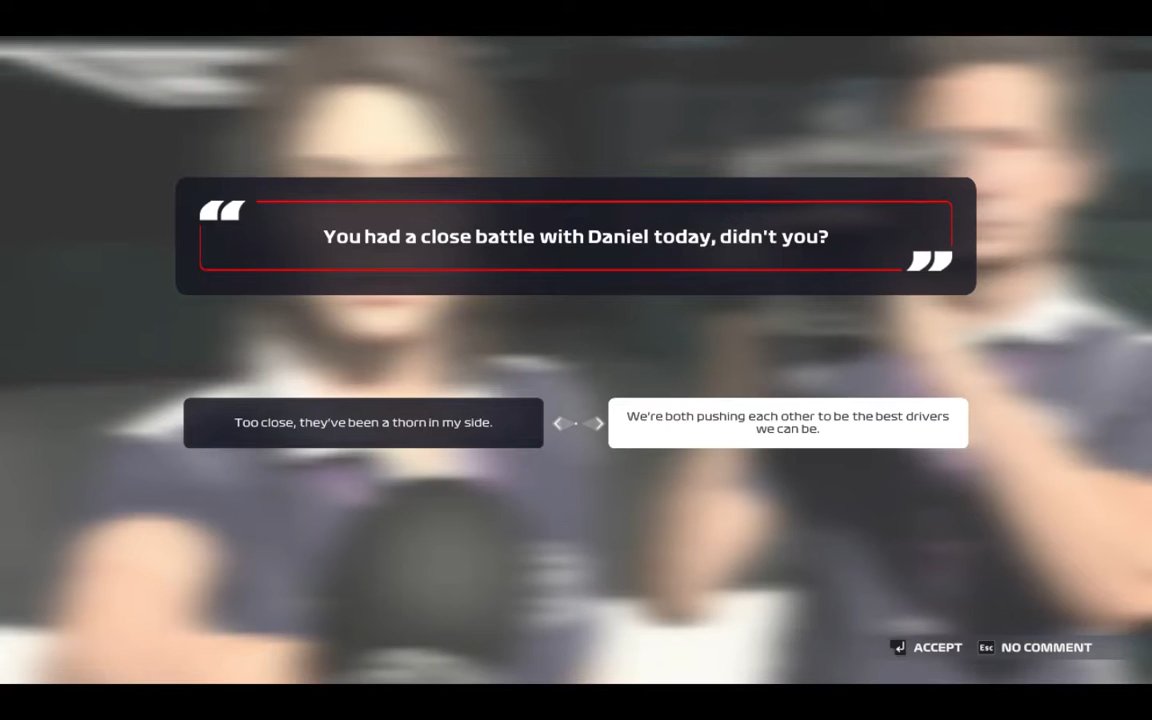 You had a close battle with Daniel today, didn't you?
Too close, they've been a thorn in my side.
We're both pushing each other to be the best drivers
we can be.
ACCEPT Esc NO COMMENT